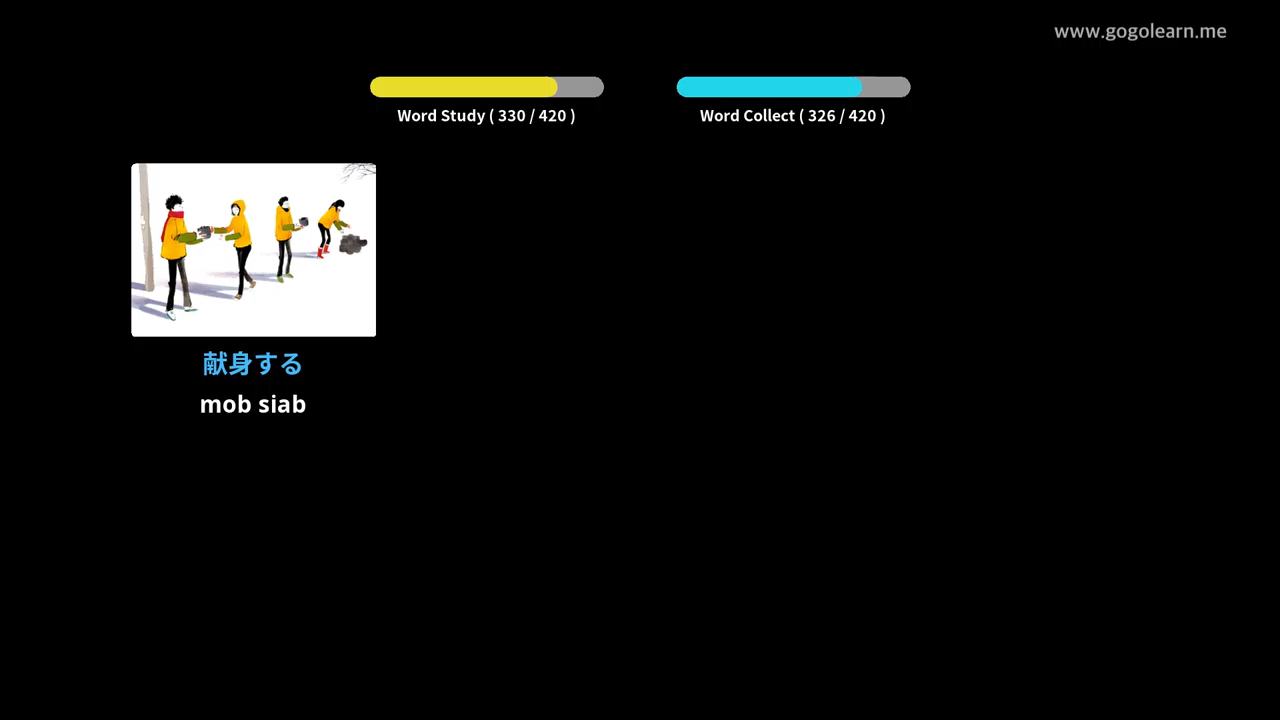 www.gogolearn.me
Word Study ( 330 / 420 )
Word Collect ( 326 / 420 )
献身する
mob siab